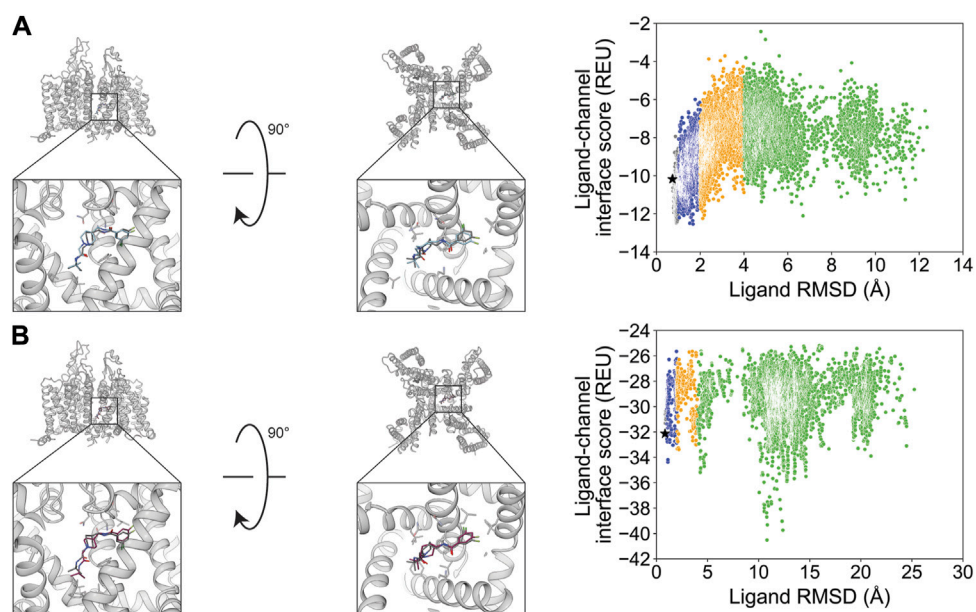 A
90°
90°
Ligand-channel
interface score (REU)
−2
−4
−6
−8
−10
−12
−14
0 2 4 6 8 10 12 14
Ligand RMSD (Å)
B
90°
Ligand-channel
interface score (REU)
−24
−26
−28
−30
−32
−34
−36
−38
−40
−42
0 5 10 15 20 25 30
Ligand RMSD (Å)